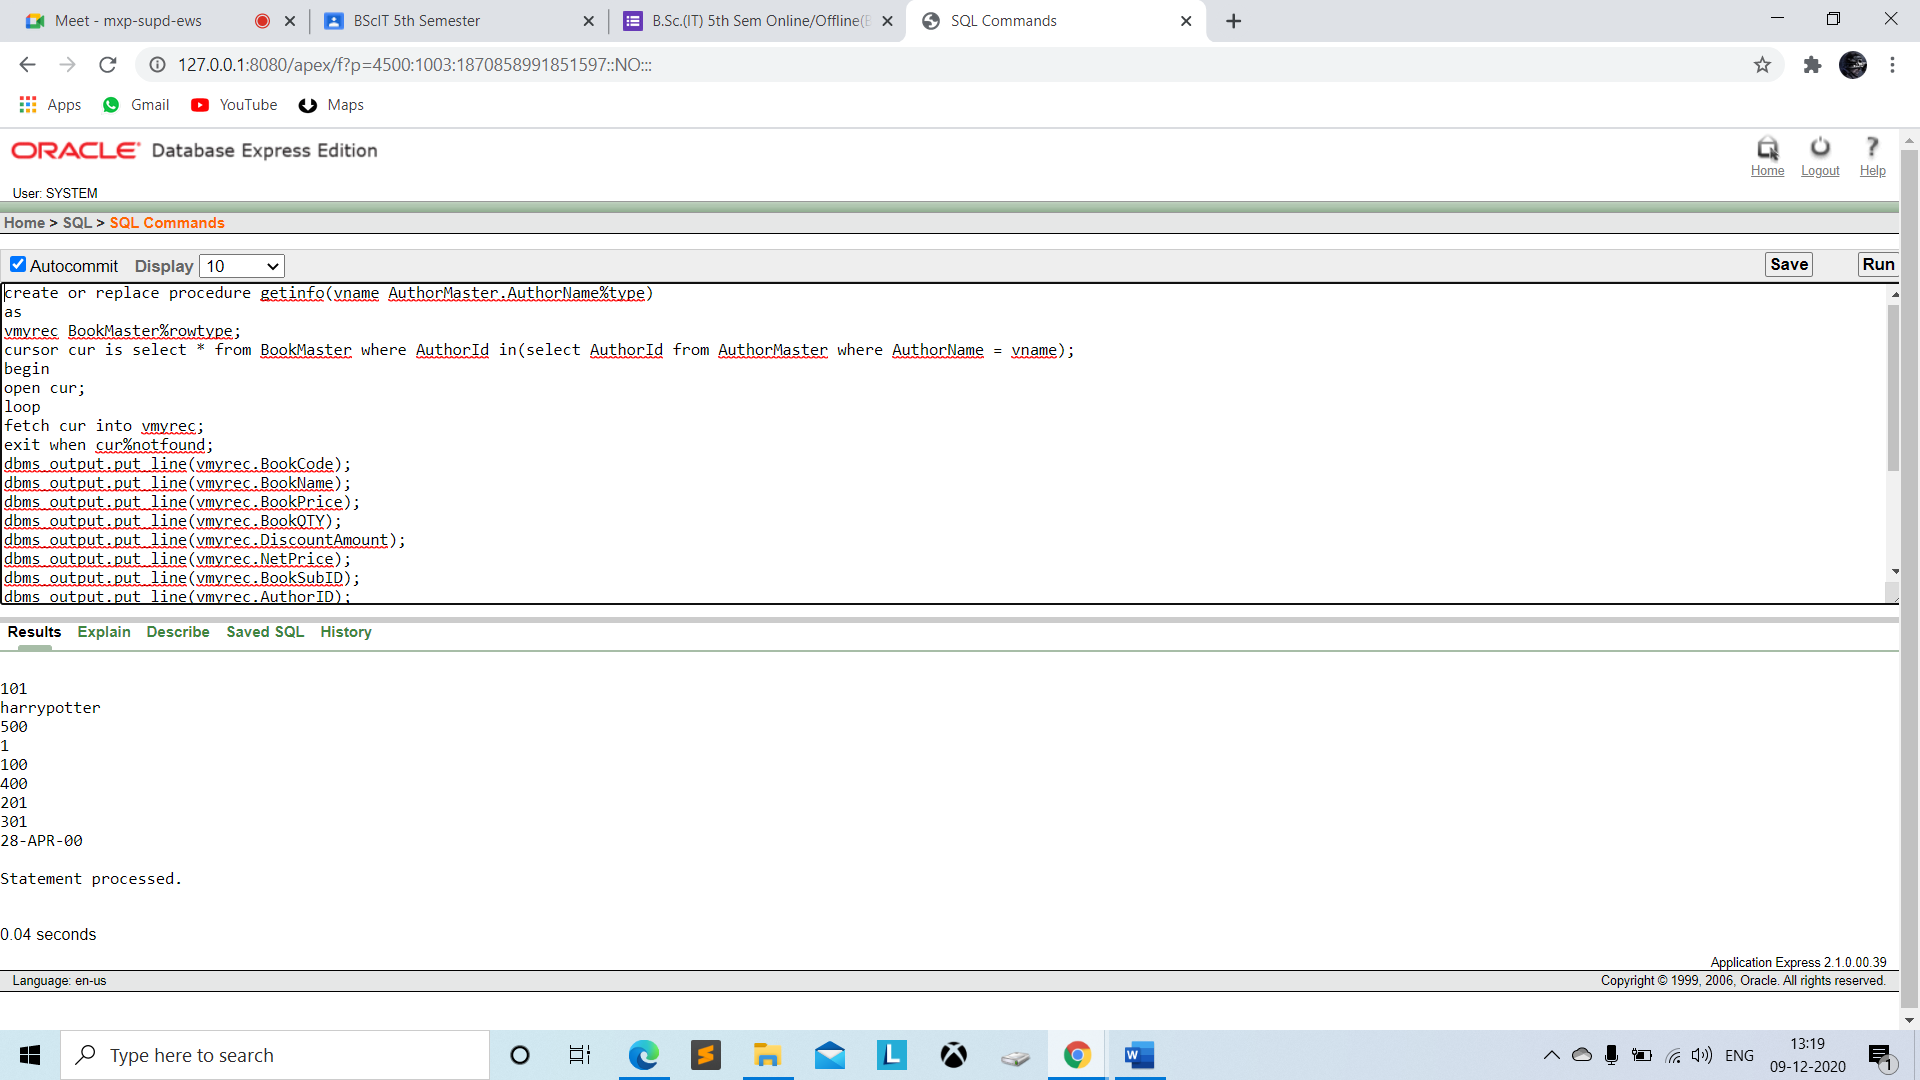 Meet - mxp-supd-ews
BScIT 5th Semester
B.Sc.(IT) 5th Sem Online/Offline(
SQL Commands
127.0.0.1:8080/apex/f?p=4500:1003:1870858991851597::NO:::
Apps Gmail YouTube Maps
ORACLE Database Express Edition
Home Logout Help
User: SYSTEM
Home > SQL > SQL Commands
Autocommit Display 10 Save Run
create or replace procedure getinfo(vname AuthorMaster.AuthorName%type)
as
vmyrec BookMaster%rowtype;
cursor cur is select * from BookMaster where AuthorId in(select AuthorId from AuthorMaster where AuthorName = vname);
begin
open cur;
loop
fetch cur into vmyrec;
exit when cur%notfound;
dbms_output.put_line(vmyrec.BookCode);
dbms_output.put_line(vmyrec.BookName);
dbms_output.put_line(vmyrec.BookPrice);
dbms_output.put_line(vmyrec.BookQTY);
dbms_output.put_line(vmyrec.DiscountAmount);
dbms_output.put_line(vmyrec.NetPrice);
dbms_output.put_line(vmyrec.BookSubID);
dbms_output.put_line(vmyrec.AuthorID);
Results Explain Describe Saved SQL History
101
harrypotter
500
1
100
400
201
301
28-APR-00
Statement processed.
0.04 seconds
Application Express 2.1.0.00.39
Language: en-us Copyright © 1999, 2006, Oracle. All rights reserved.
Type here to search
ENG
13:19
09-12-2020
1